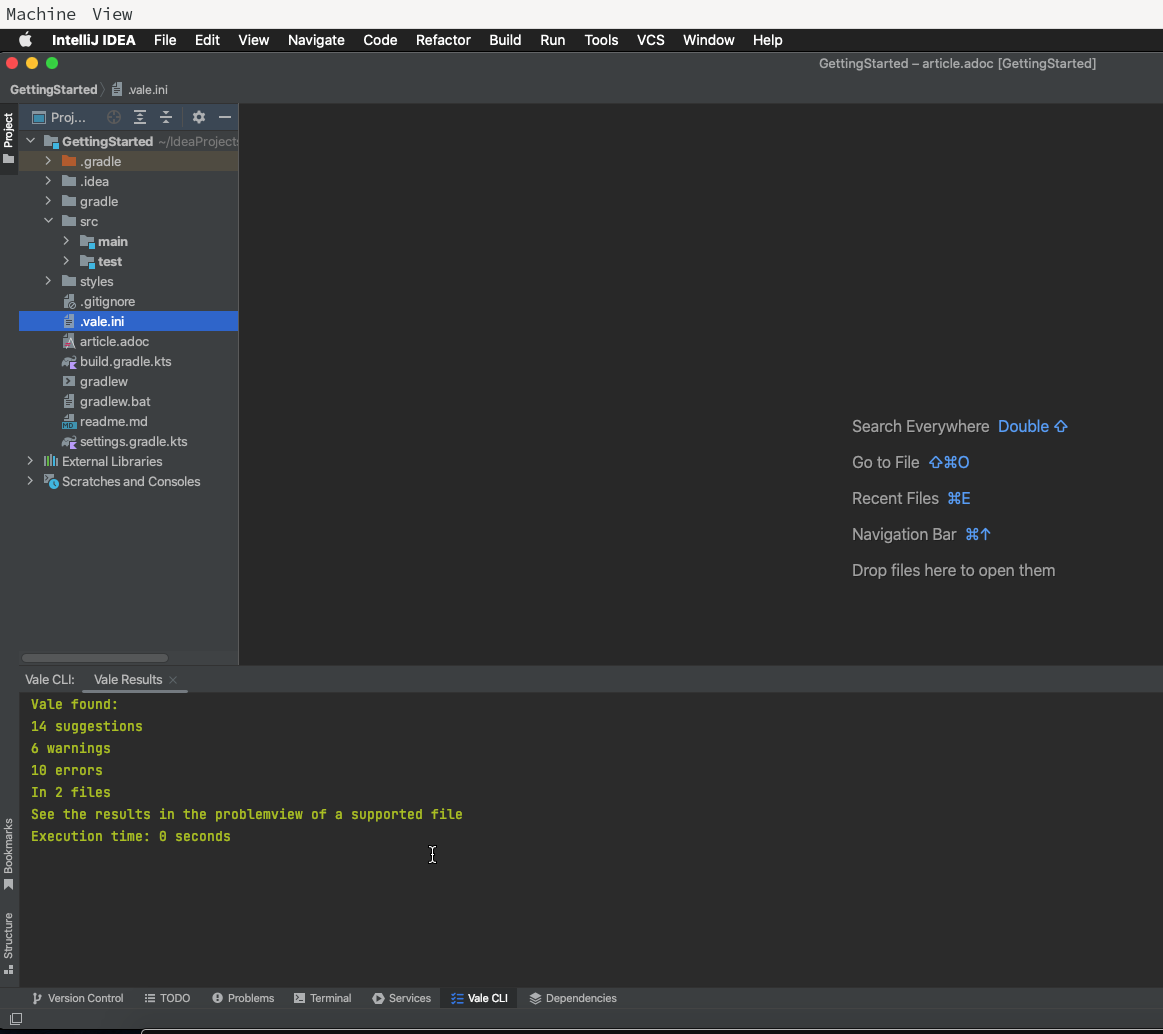 Machine View
IntelliJ IDEA File Edit View Navigate Code Refactor Build Run Tools VCS Window Help
GettingStarted – article.adoc [GettingStarted]
GettingStarted .vale.ini
Project
Proj...
GettingStarted ~/IdeaProjects
.gradle
.idea
gradle
src
main
test
styles
.gitignore
.vale.ini
article.adoc
build.gradle.kts
gradlew
gradlew.bat
readme.md
settings.gradle.kts
External Libraries
Scratches and Consoles
Search Everywhere Double ⇧
Go to File ⇧⌘O
Recent Files ⌘E
Navigation Bar ⌘↑
Drop files here to open them
Vale CLI: Vale Results
Vale found:
14 suggestions
6 warnings
10 errors
In 2 files
See the results in the problemview of a supported file
Execution time: 0 seconds
Bookmarks
Structure
Version Control TODO Problems Terminal Services Vale CLI Dependencies